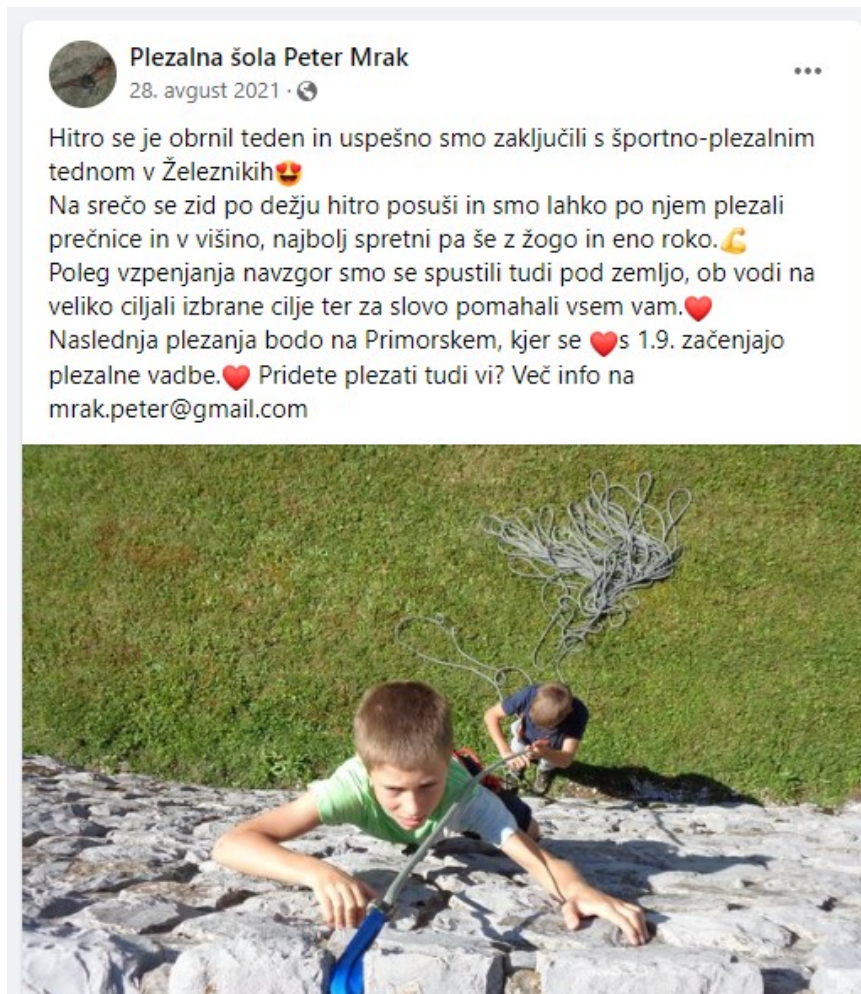 Plezalna šola Peter Mrak
28. avgust 2021 ·
Hitro se je obrnil teden in uspešno smo zaključili s športno-plezalnim
tednom v Železnikih😍
Na srečo se zid po dežju hitro posuši in smo lahko po njem plezali
prečnice in v višino, najbolj spretni pa še z žogo in eno roko.💪
Poleg vzpenjanja navzgor smo se spustili tudi pod zemljo, ob vodi na
veliko ciljali izbrane cilje ter za slovo pomahali vsem vam.❤️
Naslednja plezanja bodo na Primorskem, kjer se ❤️s 1.9. začenjajo
plezalne vadbe.❤️ Pridete plezati tudi vi? Več info na
mrak.peter@gmail.com